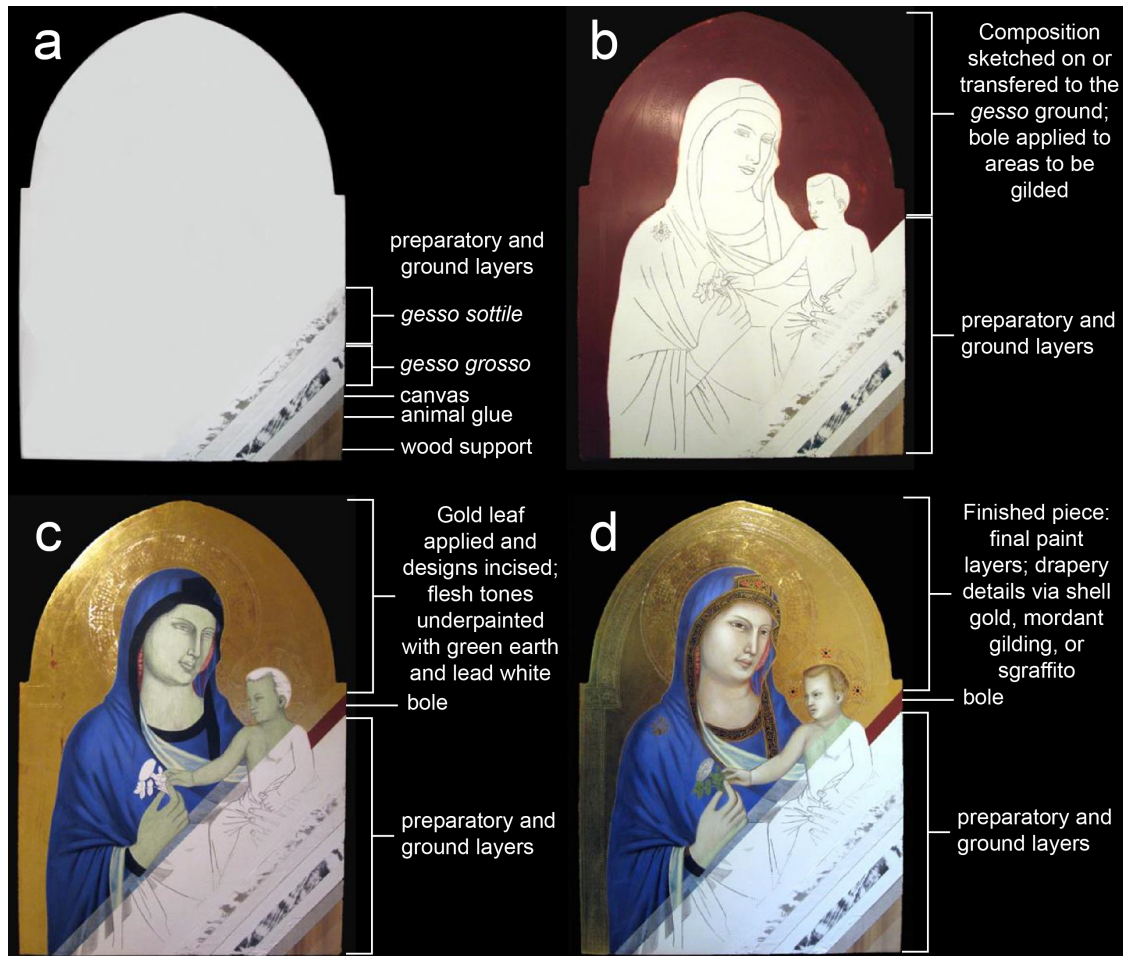 a
preparatory and
ground layers
gesso sottile
gesso grosso
canvas
animal glue
wood support
b
Composition
sketched on or
transfered to the
gesso ground;
bole applied to
areas to be
gilded
preparatory and
ground layers
c
Gold leaf
applied and
designs incised;
flesh tones
underpainted
with green earth
and lead white
bole
preparatory and
ground layers
d
Finished piece:
final paint
layers; drapery
details via shell
gold, mordant
gilding, or
sgraffito
bole
preparatory and
ground layers